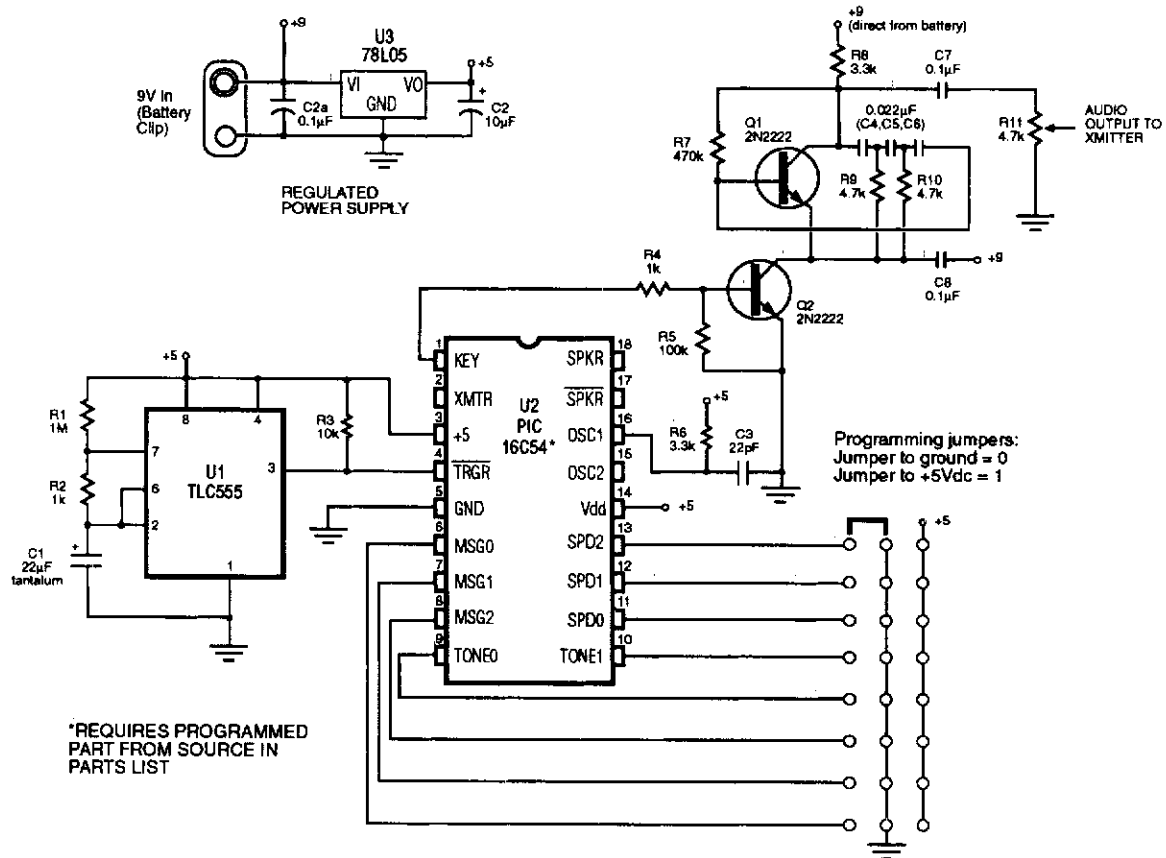 +9
U3
78L05
+5
VI
VO
GND
9V In
(Battery
Clip)
C2a
0.1µF
+
C2
10µF
REGULATED
POWER SUPPLY
+9
(direct from battery)
R8
3.3k
C7
0.1µF
Q1
2N2222
0.022µF
(C4,C5,C6)
R7
470k
R9
4.7k
R10
4.7k
R11
4.7k
AUDIO
OUTPUT TO
XMITTER
R4
1k
Q2
2N2222
C8
0.1µF
+9
R5
100k
+5
R1
1M
R2
1k
C1
22µF
tantalum
+
8
4
7
6
2
3
1
U1
TLC555
R3
10k
U2
PIC
16C54*
1
KEY
2
XMTR
3
+5
4
TRGR
5
GND
6
MSG0
7
MSG1
8
MSG2
9
TONE0
18
SPKR
17
SPKR
16
OSC1
15
OSC2
14
Vdd
13
SPD2
12
SPD1
11
SPD0
10
TONE1
+5
R6
3.3k
C3
22pF
+5
Programming jumpers:
Jumper to ground = 0
Jumper to +5Vdc = 1
+5
*REQUIRES PROGRAMMED
PART FROM SOURCE IN
PARTS LIST